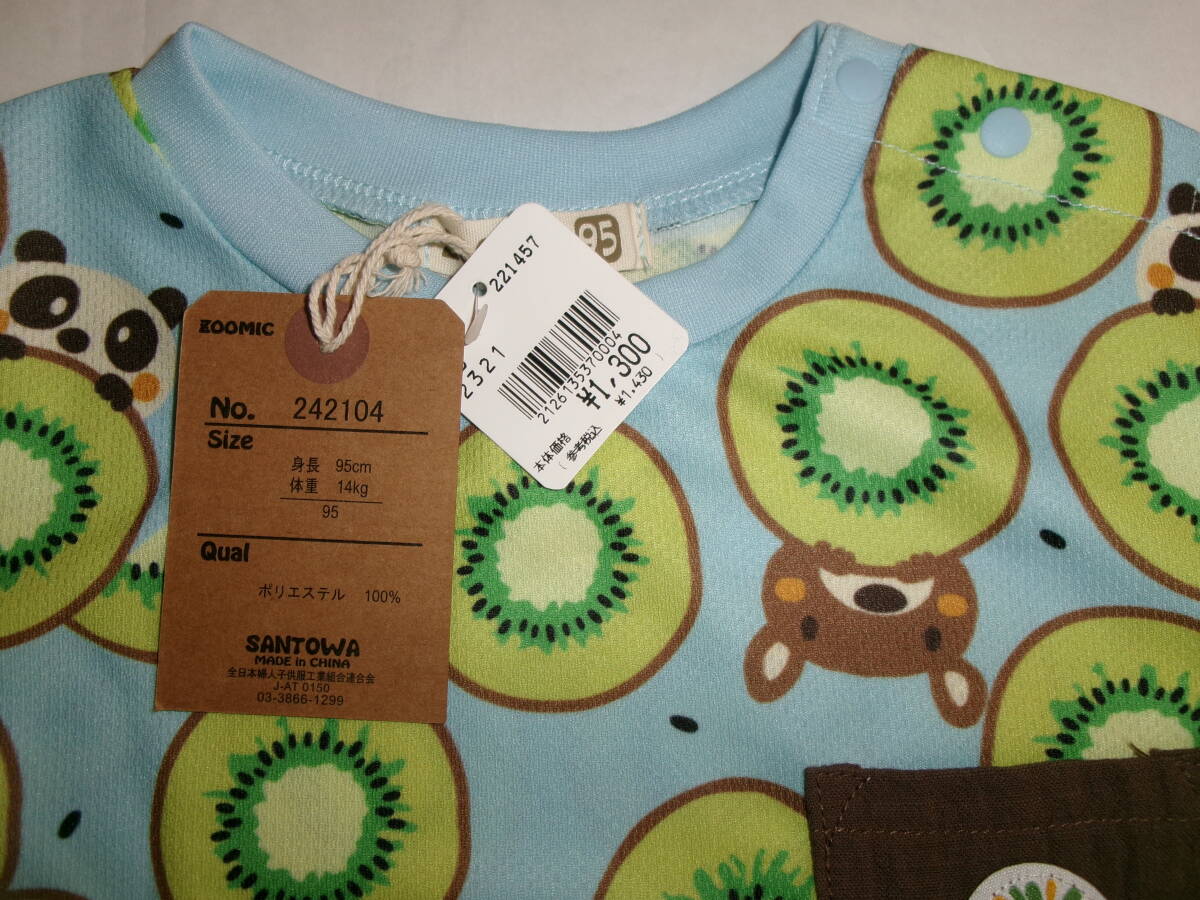 ZOOMIC
No. 242104
Size
身長 95cm
体重 14kg
95
Qual
ポリエステル 100%
SANTOWA
MADE in CHINA
全日本婦人子供服工業組合連合会
J-AT 0150
03-3866-1299
221457
2321
2126135370004
¥1,300
¥1,430
本体価格
(参考税込
95